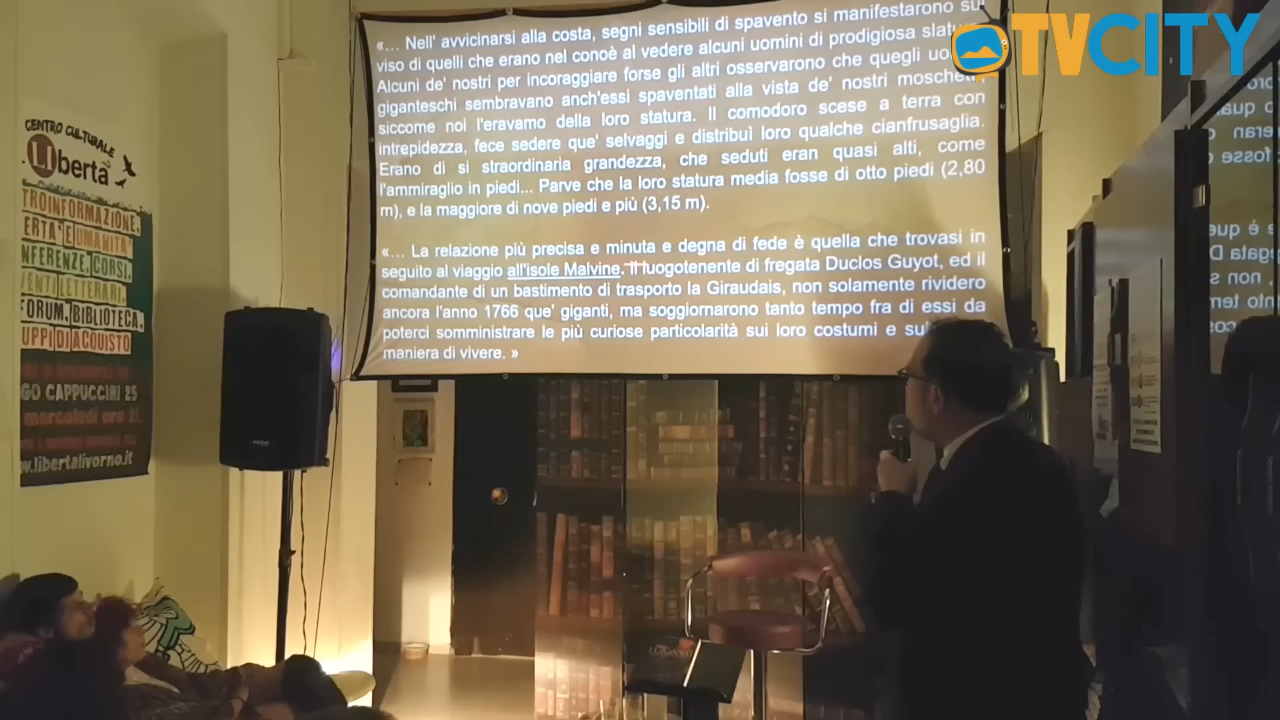 TVCITY
«... Nell' avvicinarsi alla costa, segni sensibili di spavento si manifestarono sul
viso di quelli che erano nel conoè al vedere alcuni uomini di prodigiosa
Alcuni de' nostri per incoraggiare forse gli altri osservarono che quegli
giganteschi sembravano anch'essi spaventati alla vista de' nostri
siccome noi l'eravamo della loro statura. Il comodoro scese a terra con
intrepidezza, fece sedere que' selvaggi e distribuì loro qualche cianfrusaglia.
Erano di si straordinaria grandezza, che seduti eran quasi alti, come
l'ammiraglio in piedi... Parve che la loro statura media fosse di otto piedi (2,80
m), e la maggiore di nove piedi e più (3,15 m).
«... La relazione più precisa e minuta e degna di fede è quella che trovasi in
seguito al viaggio all'isole Malvine. Il luogotenente di fregata Duclos Guyot, ed il
comandante di un bastimento di trasporto la Giraudais, non solamente rividero
ancora l'anno 1766 que' giganti, ma soggiornarono tanto tempo fra di essi da
poterci somministrare le più curiose particolarità sui loro costumi e
maniera di vivere. »
CENTRO CULTURALE
LIberta
TROINFORMAZIONE,
ERTA' E UMANITA'
NFERENZE, CORSI,
ENTI LETTERARI,
FORUM, BIBLIOTECA,
UPPI DI ACQUISTO
GO CAPPUCCINI 25
mercoledì ore 21
w.libertalivorno.it